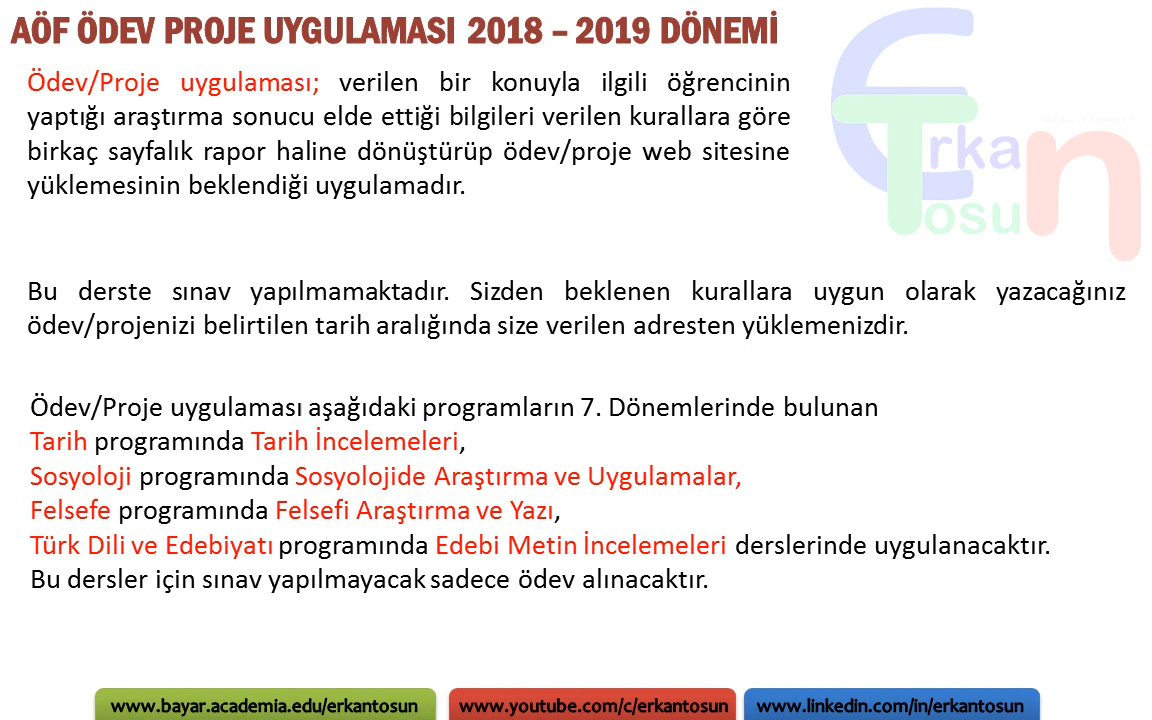 AÖF ÖDEV PROJE UYGULAMASI 2018 – 2019 DÖNEMİ
Ödev/Proje uygulaması; verilen bir konuyla ilgili öğrencinin
yaptığı araştırma sonucu elde ettiği bilgileri verilen kurallara göre
birkaç sayfalık rapor haline dönüştürüp ödev/proje web sitesine
yüklemesinin beklendiği uygulamadır.
Erkan
Tosun
Bu derste sınav yapılmamaktadır. Sizden beklenen kurallara uygun olarak yazacağınız
ödev/projenizi belirtilen tarih aralığında size verilen adresten yüklemenizdir.
Ödev/Proje uygulaması aşağıdaki programların 7. Dönemlerinde bulunan
Tarih programında Tarih İncelemeleri,
Sosyoloji programında Sosyolojide Araştırma ve Uygulamalar,
Felsefe programında Felsefi Araştırma ve Yazı,
Türk Dili ve Edebiyatı programında Edebi Metin İncelemeleri derslerinde uygulanacaktır.
Bu dersler için sınav yapılmayacak sadece ödev alınacaktır.
www.bayar.academia.edu/erkantosun www.youtube.com/c/erkantosun www.linkedin.com/in/erkantosun